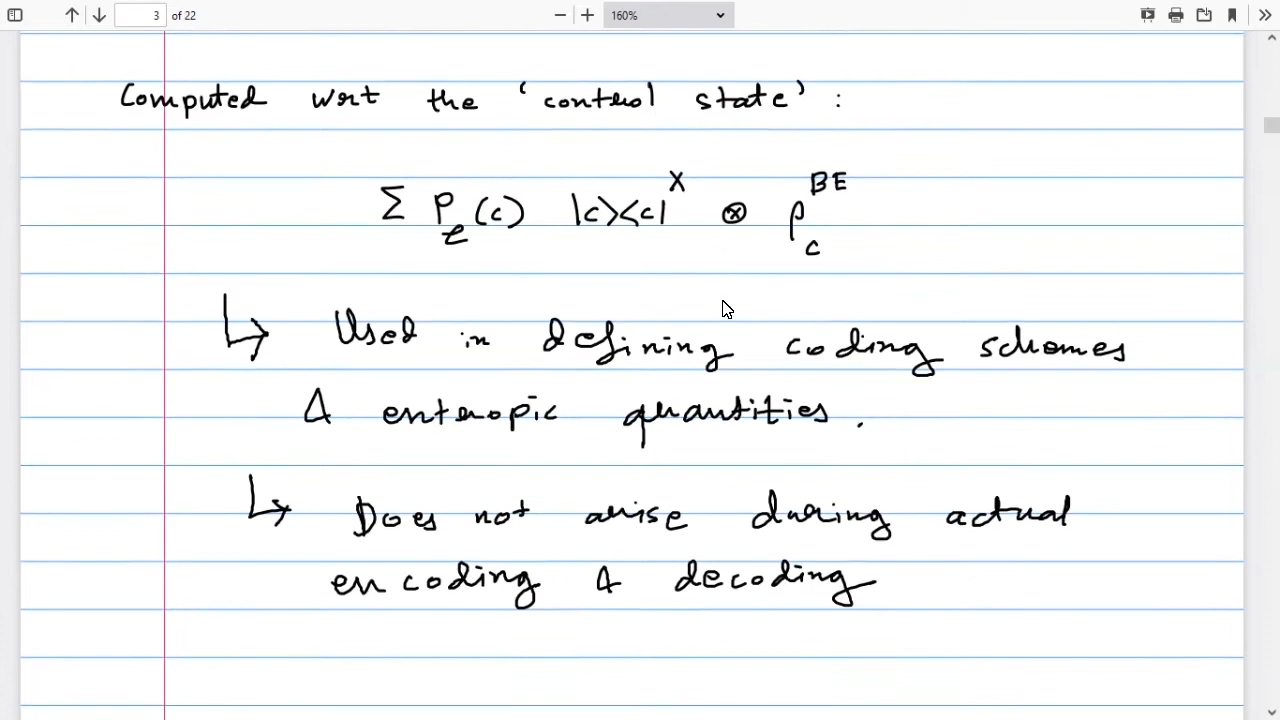 3 of 22
160%
Computed wrt the 'control state' :
Σ P_C(c) |c><c|^X ⊗ ρ_c^BE
Used in defining coding schemes
& entropic quantities.
Does not arise during actual
encoding & decoding